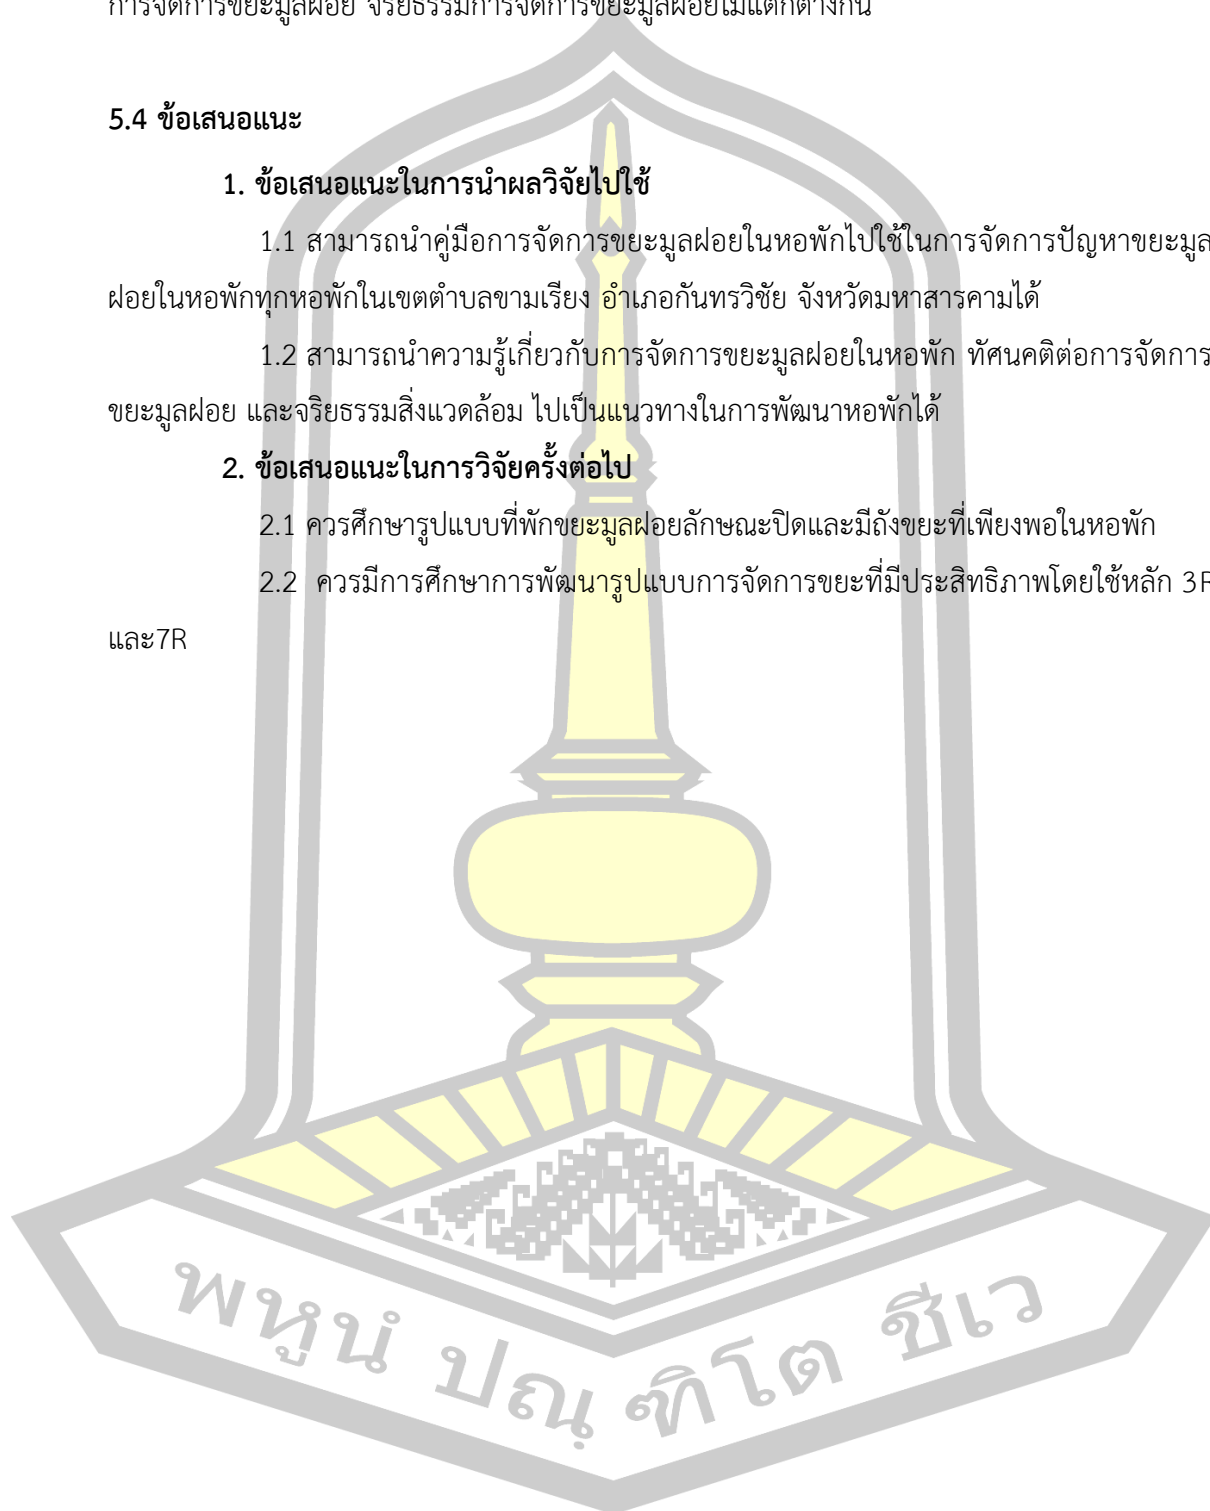 การจัดการขยะมูลฝอย จริยธรรมการจัดการขยะมูลฝอยไม่แตกต่างกัน
5.4 ข้อเสนอแนะ
1. ข้อเสนอแนะในการนำผลวิจัยไปใช้
1.1 สามารถนำคู่มือการจัดการขยะมูลฝอยในหอพักไปใช้ในการจัดการปัญหาขยะมูล
ฝอยในหอพักทุกหอพักในเขตตำบลขามเรียง อำเภอกันทรวิชัย จังหวัดมหาสารคามได้
1.2 สามารถนำความรู้เกี่ยวกับการจัดการขยะมูลฝอยในหอพัก ทัศนคติต่อการจัดการ
ขยะมูลฝอย และจริยธรรมสิ่งแวดล้อม ไปเป็นแนวทางในการพัฒนาหอพักได้
2. ข้อเสนอแนะในการวิจัยครั้งต่อไป
2.1 ควรศึกษารูปแบบที่พักขยะมูลฝอยลักษณะปิดและมีถังขยะที่เพียงพอในหอพัก
2.2 ควรมีการศึกษาการพัฒนารูปแบบการจัดการขยะที่มีประสิทธิภาพโดยใช้หลัก 3R
และ7R
พหูนํ ปณฺฑิโต ชีเว